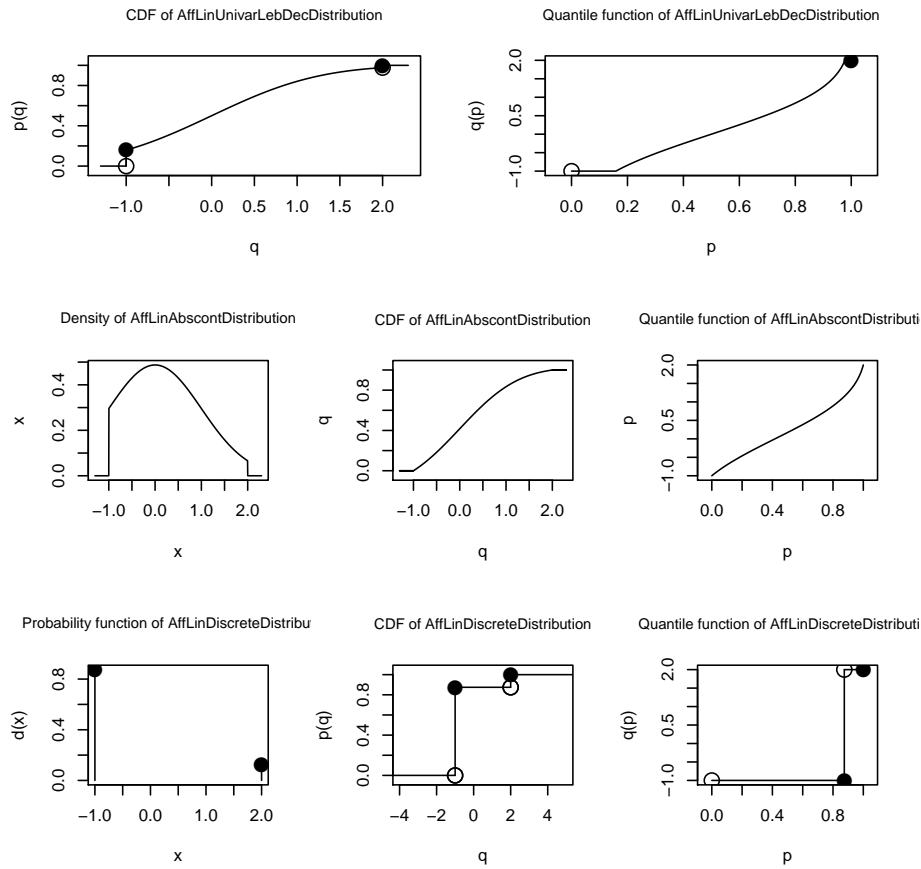 CDF of AffLinUnivarLebDecDistribution
p(q)
0.0 0.4 0.8
−1.0 0.0 0.5 1.0 2.0
q
Quantile function of AffLinUnivarLebDecDistribution
q(p)
−1.0 0.5 2.0
0.0 0.2 0.4 0.6 0.8 1.0
p
Density of AffLinAbscontDistribution
x
0.0 0.2 0.4
−1.0 0.0 1.0 2.0
x
CDF of AffLinAbscontDistribution
q
0.0 0.4 0.8
−1.0 0.0 1.0 2.0
q
Quantile function of AffLinAbscontDistributi
p
−1.0 0.5 2.0
0.0 0.4 0.8
p
Probability function of AffLinDiscreteDistribut
d(x)
0.0 0.4 0.8
−1.0 0.0 1.0 2.0
x
CDF of AffLinDiscreteDistribution
p(q)
0.0 0.4 0.8
−4 −2 0 2 4
q
Quantile function of AffLinDiscreteDistributi
q(p)
−1.0 0.5 2.0
0.0 0.4 0.8
p